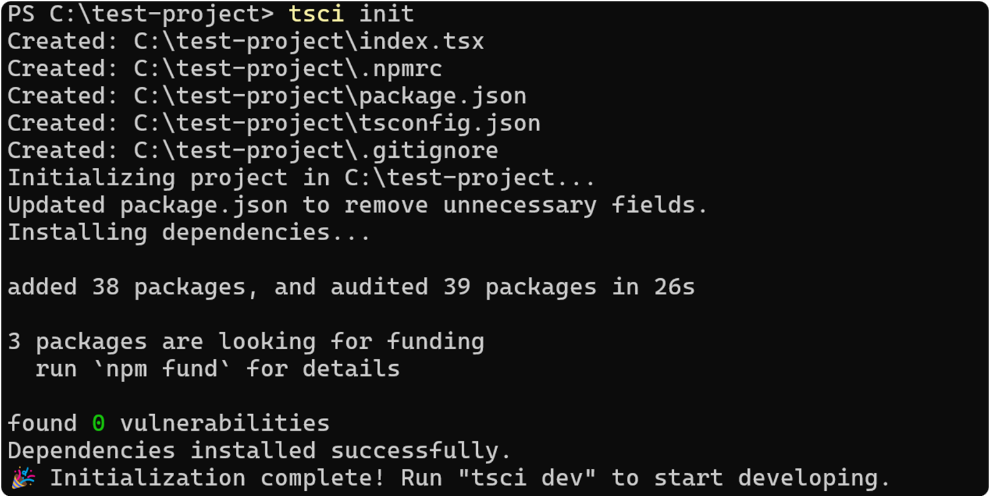 PS C:\test-project> tsci init
Created: C:\test-project\index.tsx
Created: C:\test-project\.npmrc
Created: C:\test-project\package.json
Created: C:\test-project\tsconfig.json
Created: C:\test-project\.gitignore
Initializing project in C:\test-project...
Updated package.json to remove unnecessary fields.
Installing dependencies...
added 38 packages, and audited 39 packages in 26s
3 packages are looking for funding
  run `npm fund` for details
found 0 vulnerabilities
Dependencies installed successfully.
🎉 Initialization complete! Run "tsci dev" to start developing.